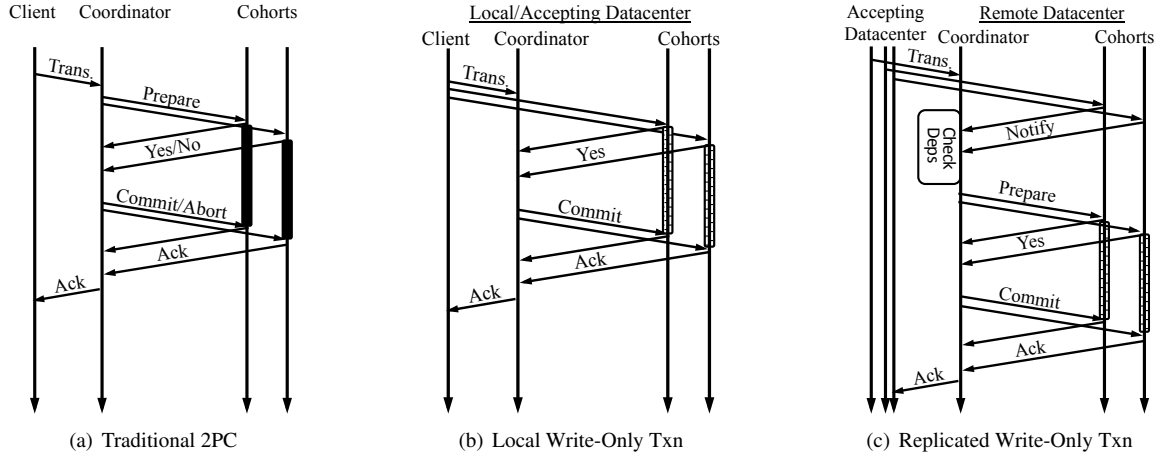 Client
Coordinator
Cohorts
Trans.
Prepare
Yes/No
Commit/Abort
Ack
Ack
(a) Traditional 2PC
Local/Accepting Datacenter
Client
Coordinator
Cohorts
Trans.
Yes
Commit
Ack
Ack
(b) Local Write-Only Txn
Accepting
Datacenter
Remote Datacenter
Coordinator
Cohorts
Trans.
Notify
Check
Deps
Prepare
Yes
Commit
Ack
Ack
(c) Replicated Write-Only Txn